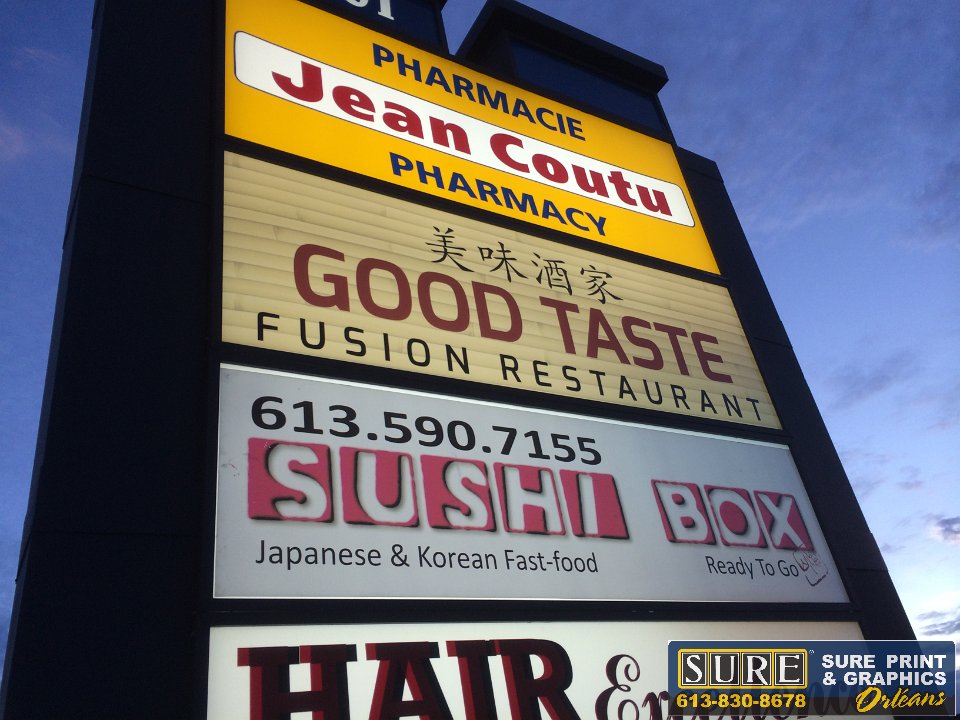 PHARMACIE
Jean Coutu
PHARMACY
美味酒家
GOOD TASTE
FUSION RESTAURANT
613.590.7155
SUSHI BOX
Japanese & Korean Fast-food
Ready To Go
HAIR
SURE
613-830-8678
SURE PRINT
& GRAPHICS
Orléans